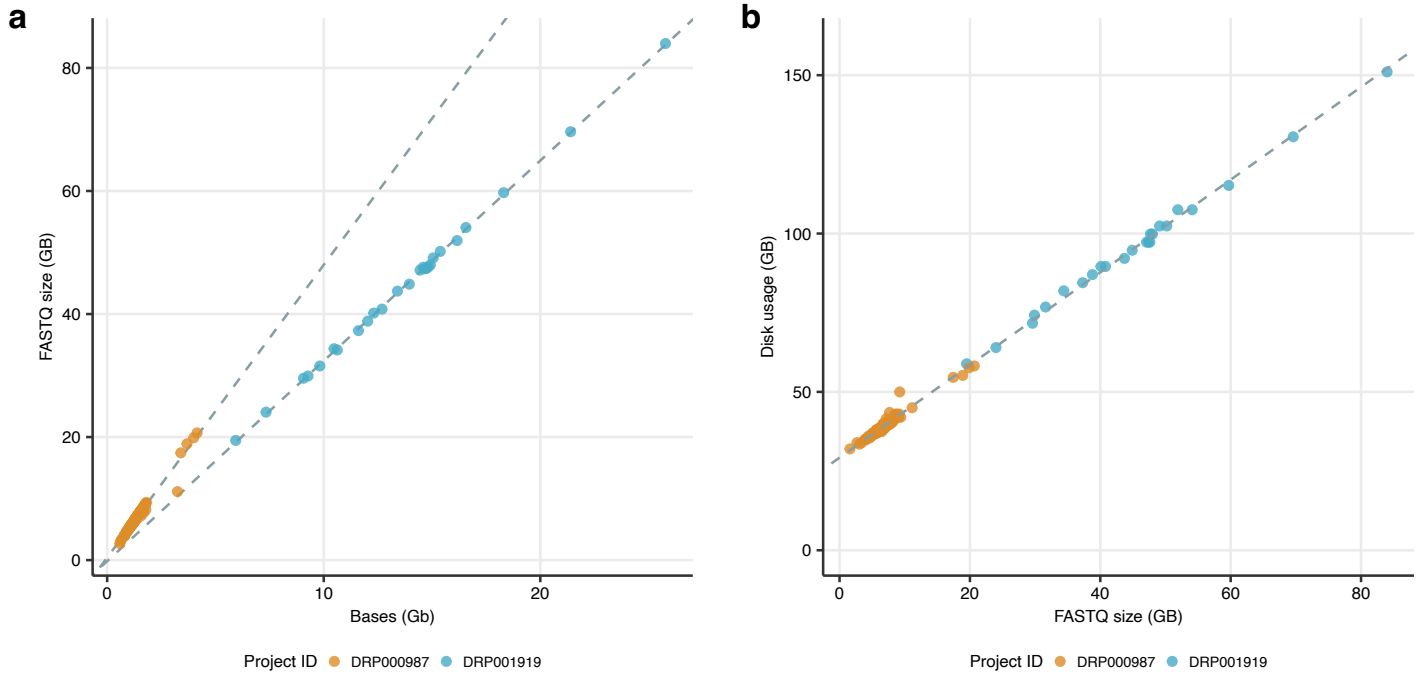 a
FASTQ size (GB)
80
60
40
20
0
0 10 20
Bases (Gb)
Project ID DRP000987 DRP001919
b
Disk usage (GB)
150
100
50
0
0 20 40 60 80
FASTQ size (GB)
Project ID DRP000987 DRP001919